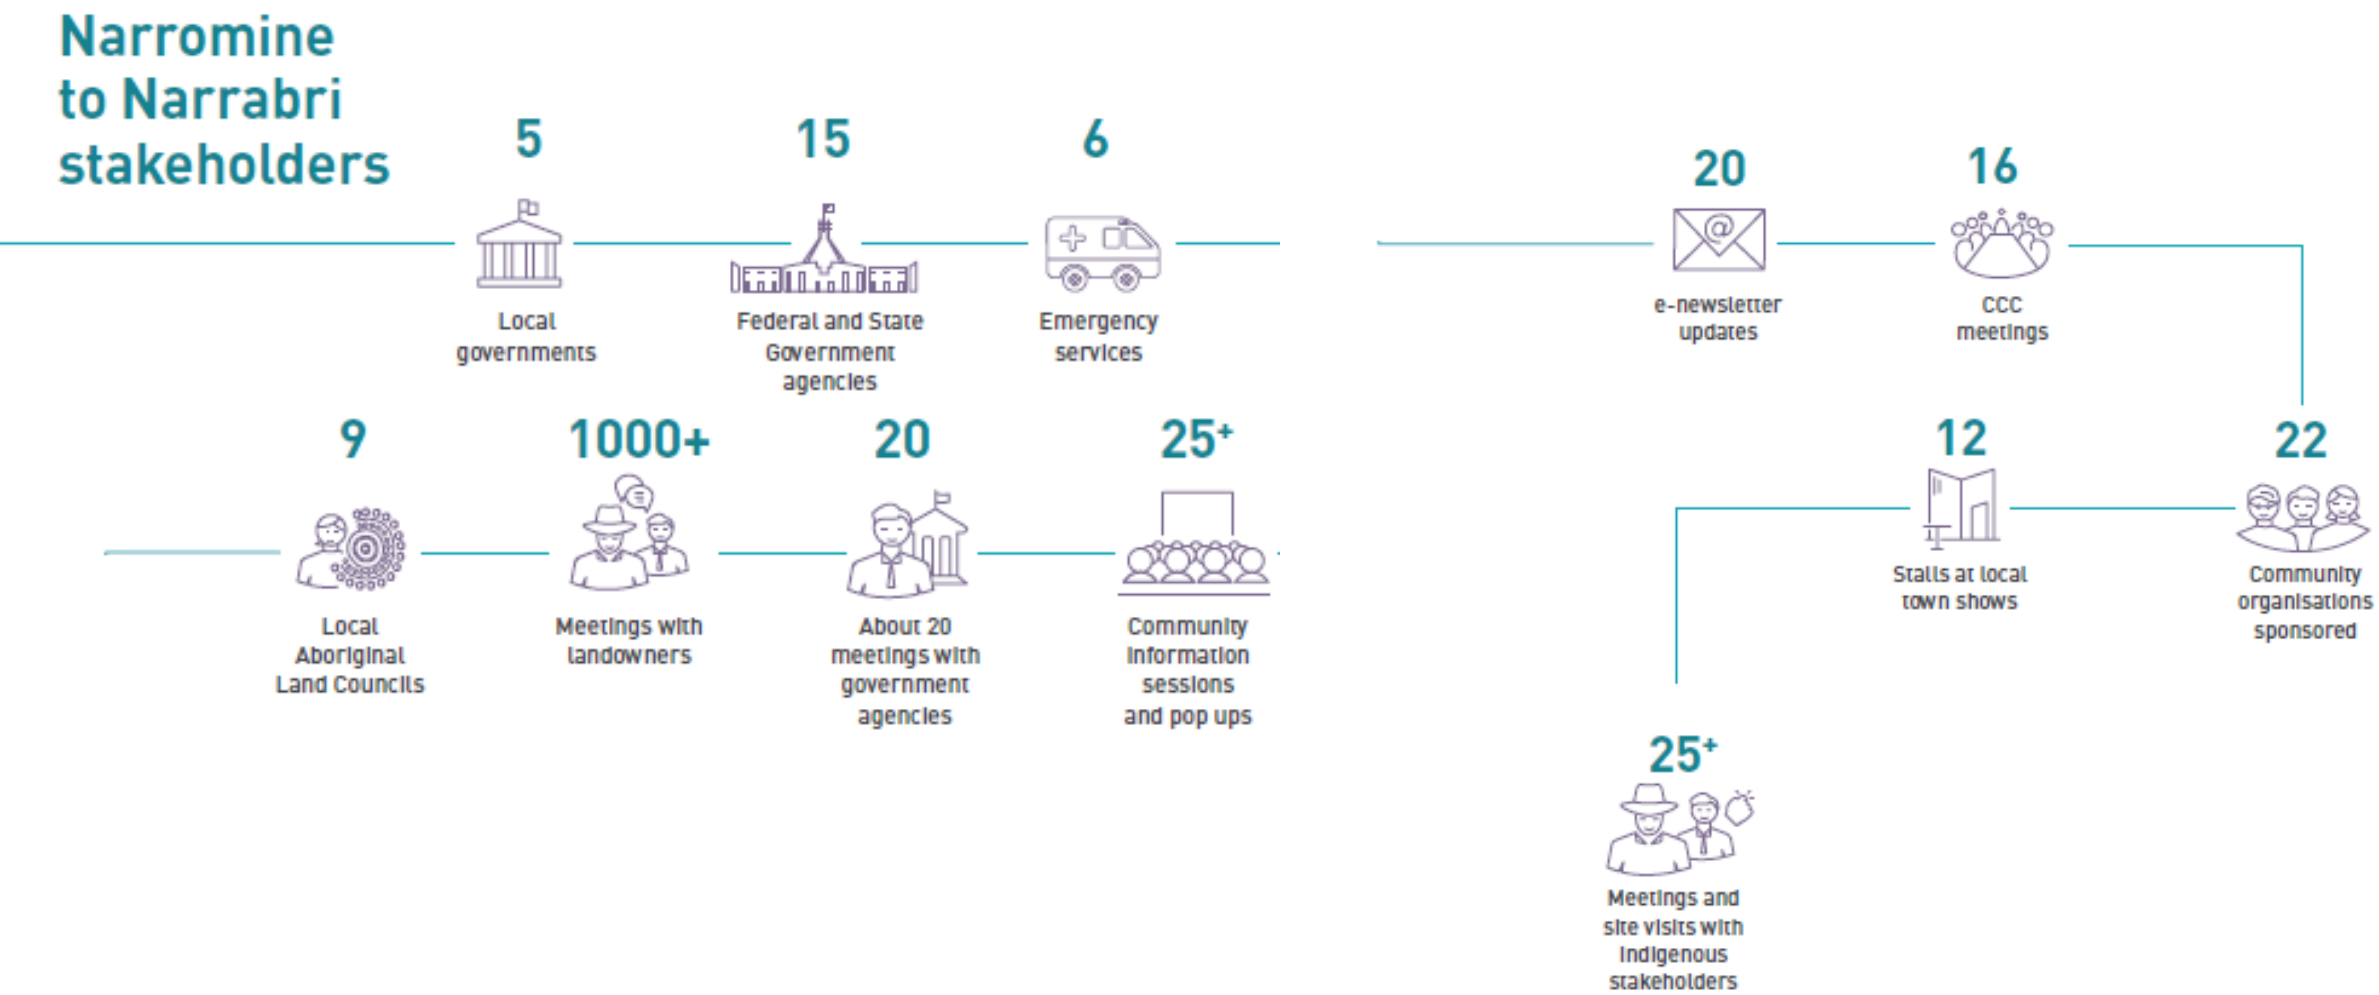 Narromine
to Narrabri
stakeholders
5
Local
governments
15
Federal and State
Government
agencies
6
Emergency
services
9
Local
Aboriginal
Land Councils
1000+
Meetings with
landowners
20
About 20
meetings with
government
agencies
25+
Community
information
sessions
and pop ups
20
@
e-newsletter
updates
16
CCC
meetings
22
Community
organisations
sponsored
12
Stalls at local
town shows
25+
Meetings and
site visits with
Indigenous
stakeholders